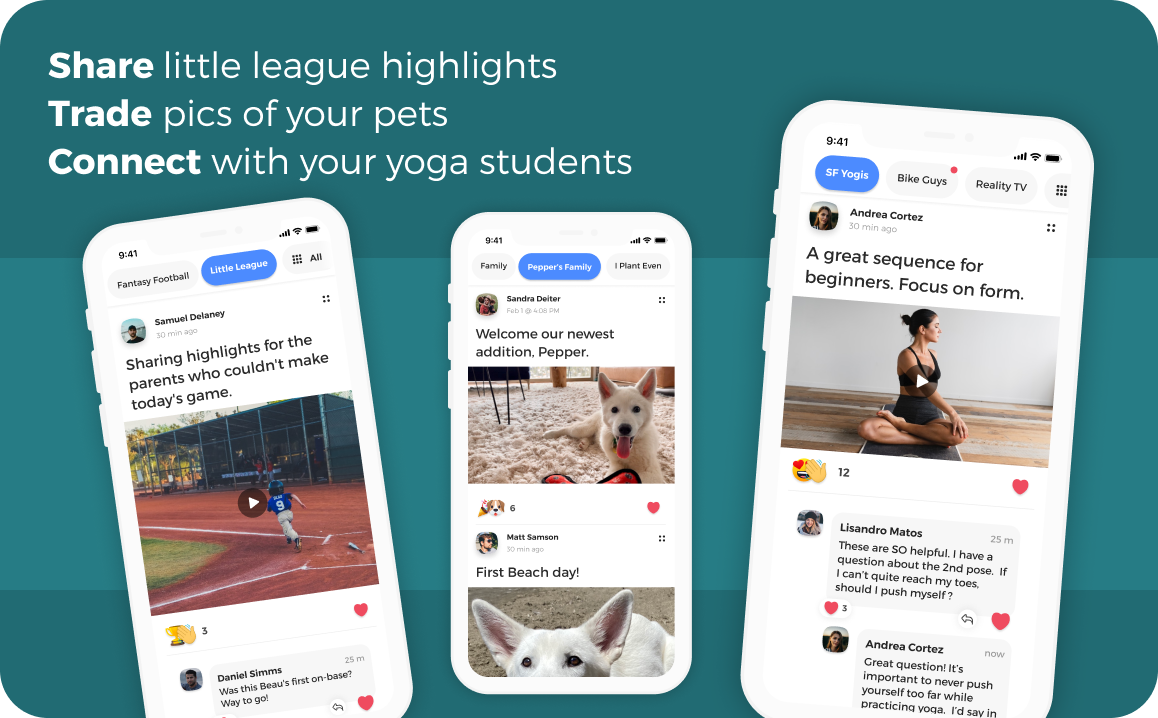 Share little league highlights
Trade pics of your pets
Connect with your yoga students
9:41
Fantasy Football
Little League
All
Samuel Delaney
30 min ago
Sharing highlights for the
parents who couldn't make
today's game.
9
3
Daniel Simms
25 m
Was this Beau's first on-base?
Way to go!
9:41
Family
Pepper's Family
I Plant Even
Sandra Deiter
Feb 1 @ 4:08 PM
Welcome our newest
addition, Pepper.
6
Matt Samson
30 min ago
First Beach day!
9:41
SF Yogis
Bike Guys
Reality TV
Andrea Cortez
30 min ago
A great sequence for
beginners. Focus on form.
12
Lisandro Matos
25 m
These are SO helpful. I have a
question about the 2nd pose. If
I can't quite reach my toes,
should I push myself?
3
Andrea Cortez
now
Great question! It's
important to never push
yourself too far while
practicing yoga. I'd say in